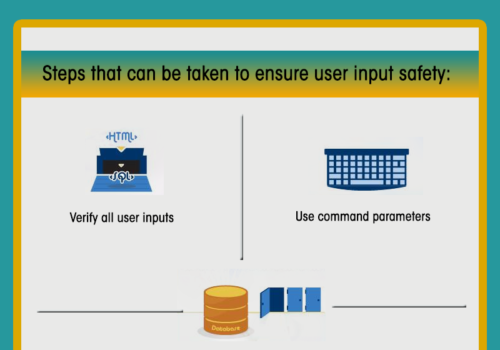 Steps that can be taken to ensure user input safety:
<HTML>
<SQL>
Verify all user inputs
Use command parameters
Database